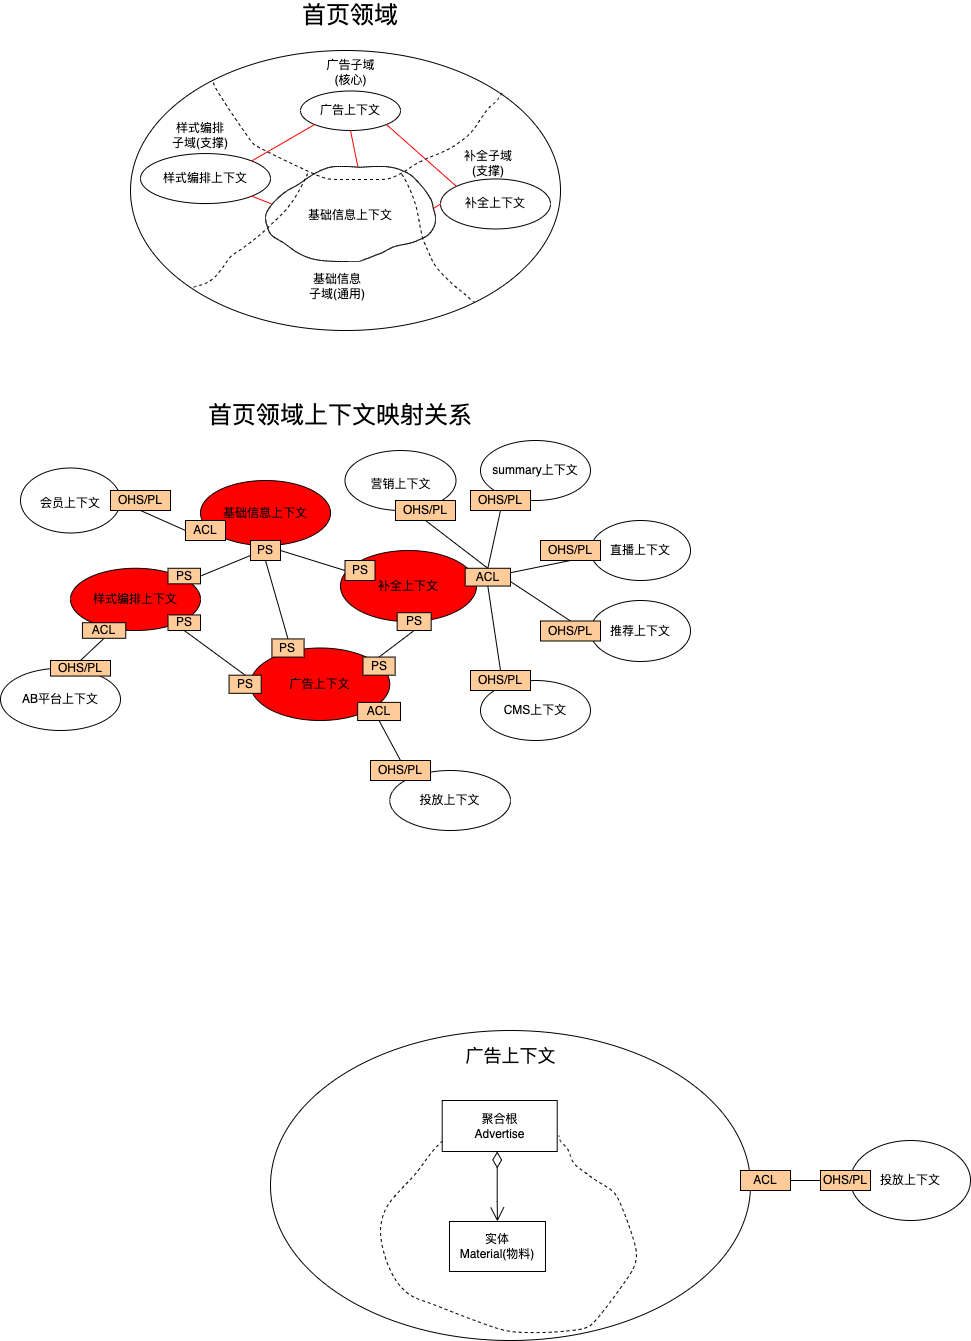 首页领域
广告子域
(核心)
广告上下文
样式编排
子域(支撑)
补全子域
(支撑)
样式编排上下文
补全上下文
基础信息上下文
基础信息
子域(通用)
首页领域上下文映射关系
summary上下文
营销上下文
会员上下文
OHS/PL
OHS/PL
OHS/PL
基础信息上下文
ACL
PS
OHS/PL
直播上下文
PS
PS
ACL
补全上下文
样式编排上下文
PS
PS
ACL
OHS/PL
推荐上下文
PS
PS
OHS/PL
PS
广告上下文
OHS/PL
AB平台上下文
ACL
CMS上下文
OHS/PL
投放上下文
广告上下文
聚合根
Advertise
ACL
OHS/PL
投放上下文
实体
Material(物料)